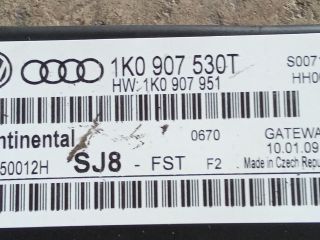 1K0 907 530T
S0071
HW: 1K0 907 951
HH0
ntinental
0670
GATEWA
10.01.09
50012H
SJ8 - FST F2
Made in Czech Repu